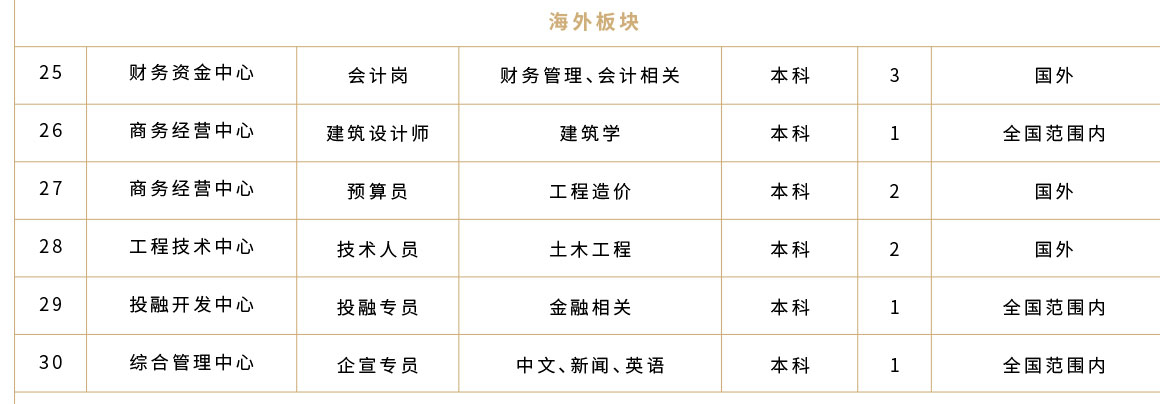 海外板块
25 财务资金中心 会计岗 财务管理、会计相关 本科 3 国外
26 商务经营中心 建筑设计师 建筑学 本科 1 全国范围内
27 商务经营中心 预算员 工程造价 本科 2 国外
28 工程技术中心 技术人员 土木工程 本科 2 国外
29 投融开发中心 投融专员 金融相关 本科 1 全国范围内
30 综合管理中心 企宣专员 中文、新闻、英语 本科 1 全国范围内